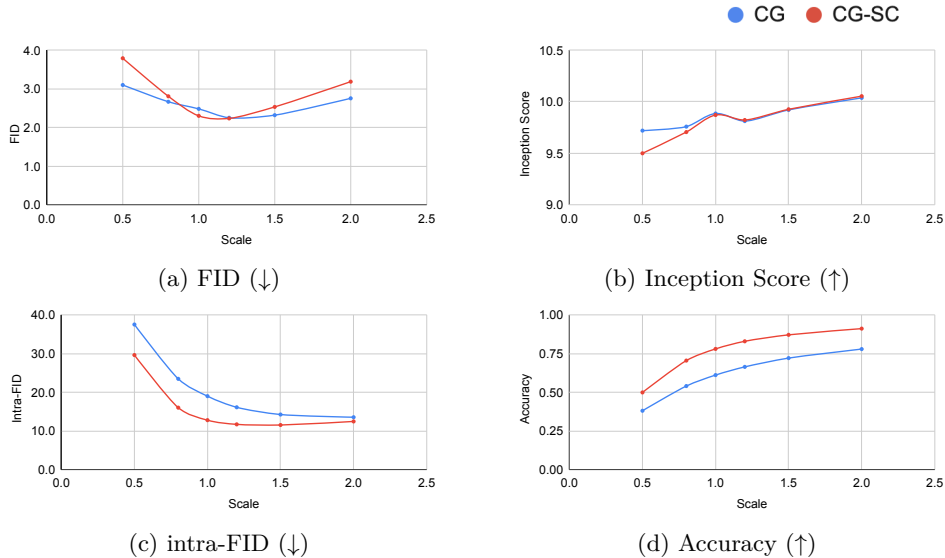 CG CG-SC
4.0
3.0
2.0
1.0
0.0
FID
0.0 0.5 1.0 1.5 2.0 2.5
Scale
(a) FID (↓)
10.5
10.0
9.5
9.0
Inception Score
0.0 0.5 1.0 1.5 2.0 2.5
Scale
(b) Inception Score (↑)
40.0
30.0
20.0
10.0
0.0
Intra-FID
0.0 0.5 1.0 1.5 2.0 2.5
Scale
(c) intra-FID (↓)
1.00
0.75
0.50
0.25
0.00
Accuracy
0.0 0.5 1.0 1.5 2.0 2.5
Scale
(d) Accuracy (↑)